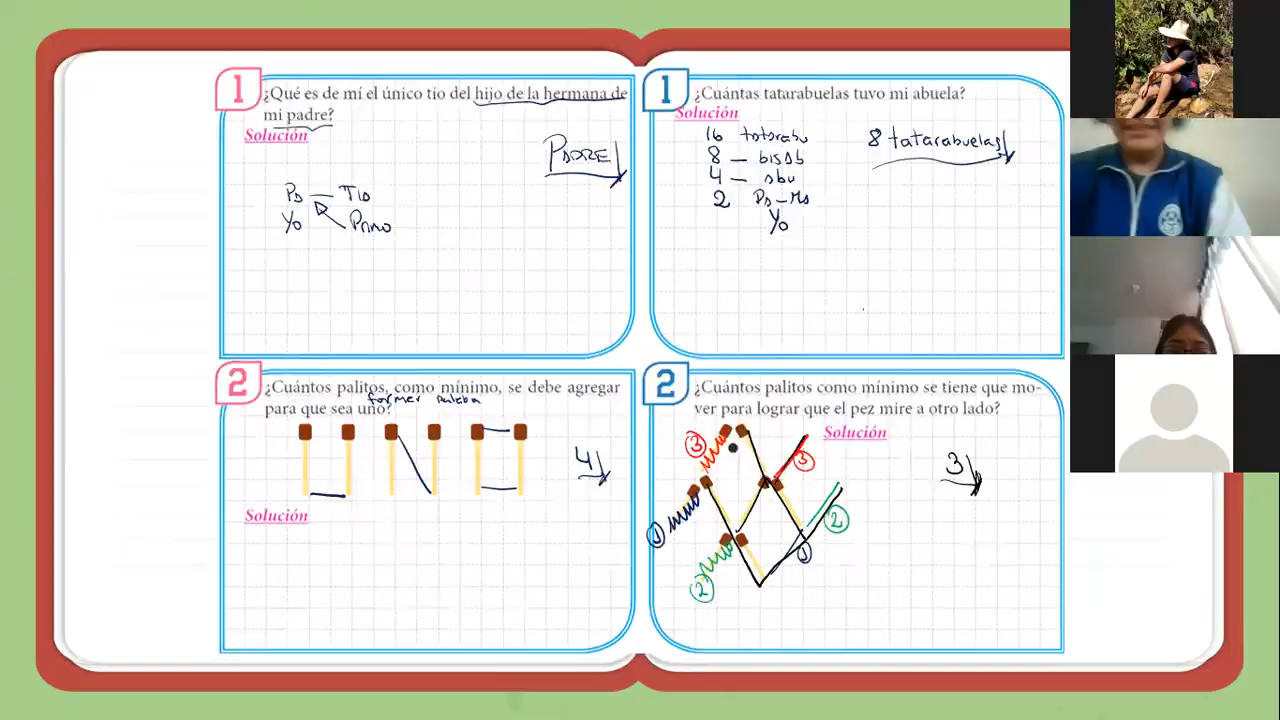 1
¿Qué es de mí el único tío del hijo de la hermana de
mi padre?
Solución
PADRE
Pa — Tio
Yo Primo
1
¿Cuántas tatarabuelas tuvo mi abuela?
Solución
16 tatarabu
8 — bisab
4 — abu
2 Pa – Ma
Yo
8 tatarabuelas
2
¿Cuántos palitos, como mínimo, se debe agregar
para que sea uno?
formar palabra
4
Solución
2
¿Cuántos palitos como mínimo se tiene que mo-
ver para lograr que el pez mire a otro lado?
Solución
3
3
3
1
2
1
2